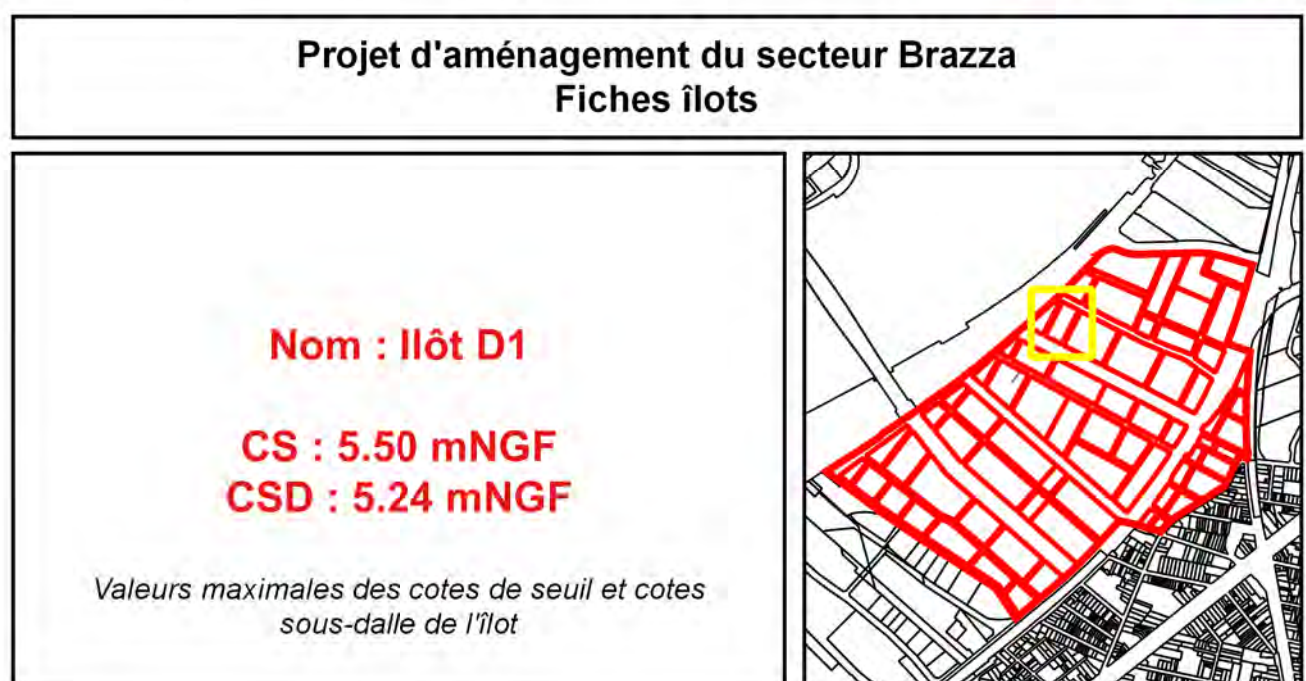 Projet d'aménagement du secteur Brazza
Fiches îlots
Nom : Ilôt D1
CS : 5.50 mNGF
CSD : 5.24 mNGF
Valeurs maximales des cotes de seuil et cotes
sous-dalle de l'îlot